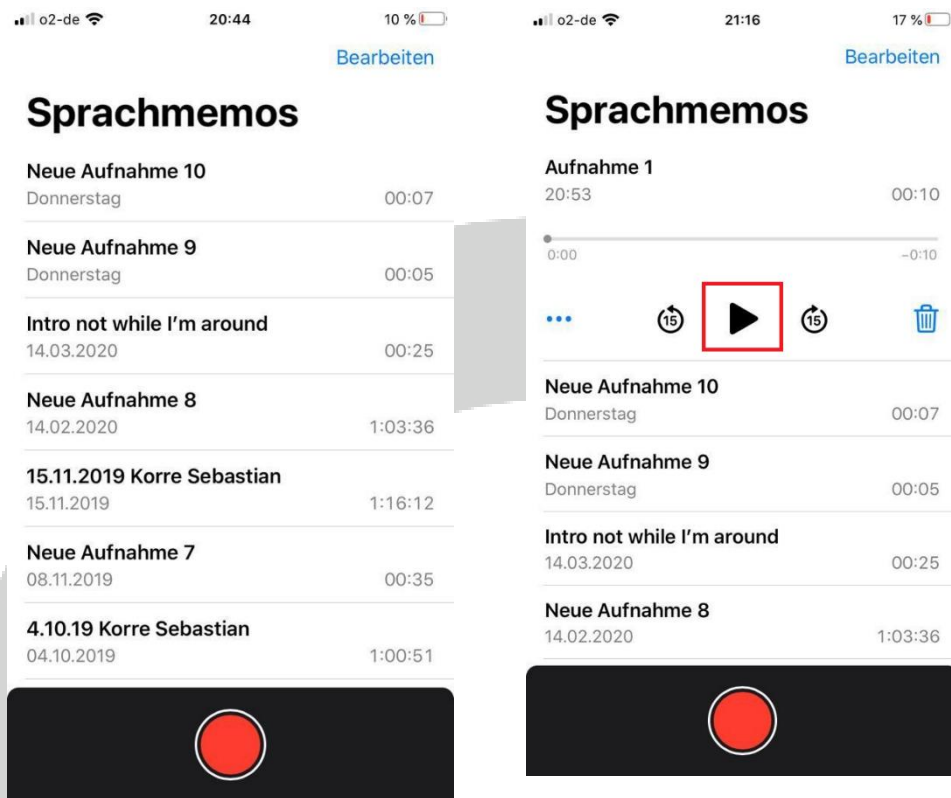 o2-de 20:44 10 %
Bearbeiten
Sprachmemos
Neue Aufnahme 10
Donnerstag 00:07
Neue Aufnahme 9
Donnerstag 00:05
Intro not while I'm around
14.03.2020 00:25
Neue Aufnahme 8
14.02.2020 1:03:36
15.11.2019 Korre Sebastian
15.11.2019 1:16:12
Neue Aufnahme 7
08.11.2019 00:35
4.10.19 Korre Sebastian
04.10.2019 1:00:51
o2-de 21:16 17 %
Bearbeiten
Sprachmemos
Aufnahme 1
20:53 00:10
0:00 −0:10
15 15
Neue Aufnahme 10
Donnerstag 00:07
Neue Aufnahme 9
Donnerstag 00:05
Intro not while I'm around
14.03.2020 00:25
Neue Aufnahme 8
14.02.2020 1:03:36